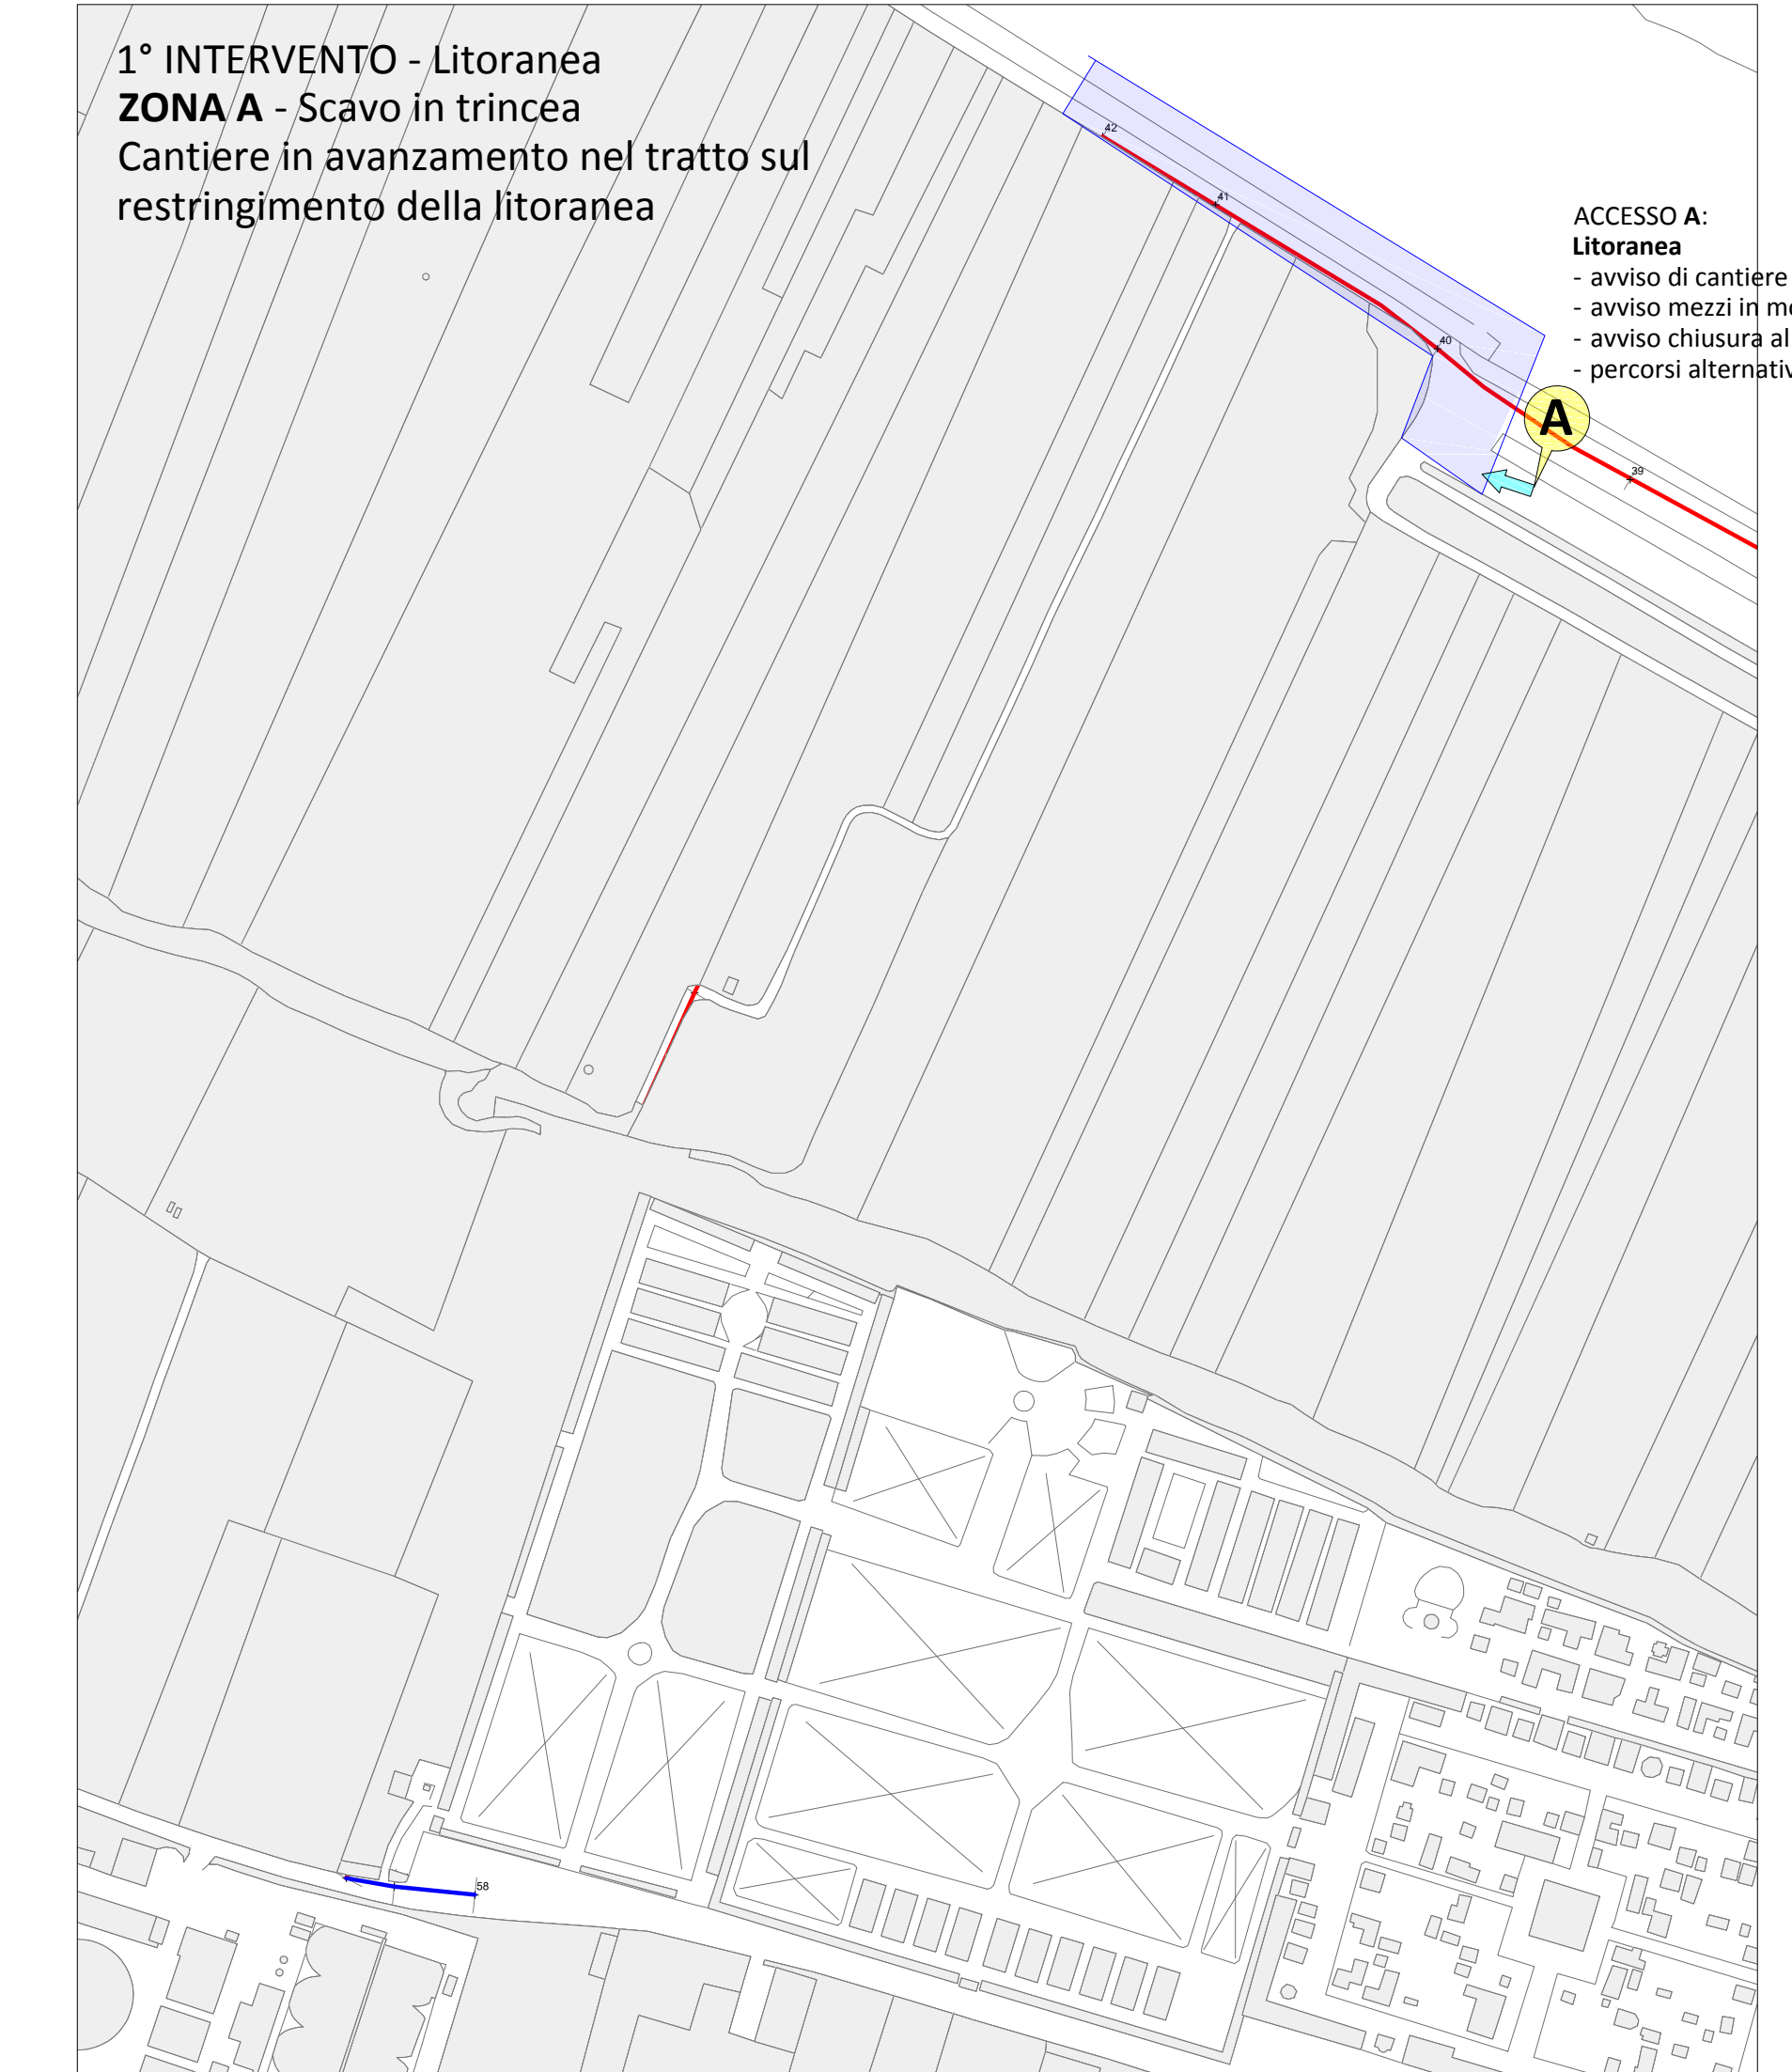 1° INTERVENTO - Litoranea
ZONA A - Scavo in trincea
Cantiere in avanzamento nel tratto sul
restringimento della litoranea
42
41
ACCESSO A:
Litoranea
- avviso di cantiere
- avviso mezzi in
- avviso chiusura al
- percorsi
40
A
39
58